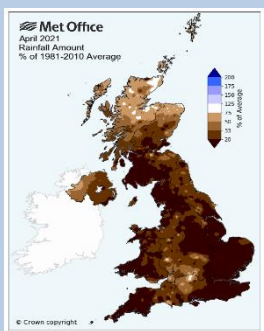 Met Office
April 2021
Rainfall Amount
% of 1981-2010 Average
200
175
150
125
75
50
33
20
% of Average
© Crown copyright